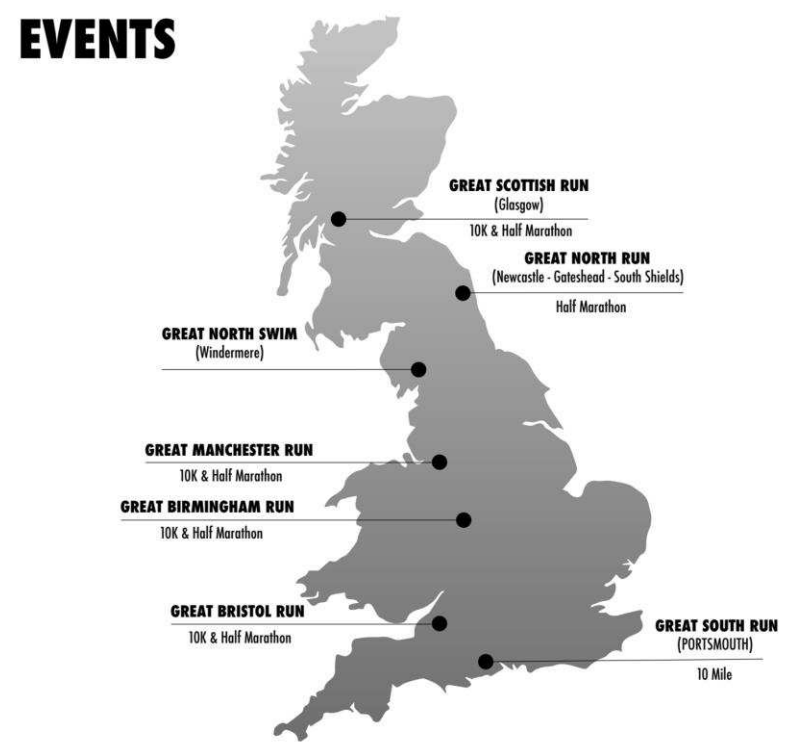 EVENTS
GREAT SCOTTISH RUN
(Glasgow)
10K & Half Marathon
GREAT NORTH RUN
(Newcastle - Gateshead - South Shields)
Half Marathon
GREAT NORTH SWIM
(Windermere)
GREAT MANCHESTER RUN
10K & Half Marathon
GREAT BIRMINGHAM RUN
10K & Half Marathon
GREAT BRISTOL RUN
10K & Half Marathon
GREAT SOUTH RUN
(PORTSMOUTH)
10 Mile